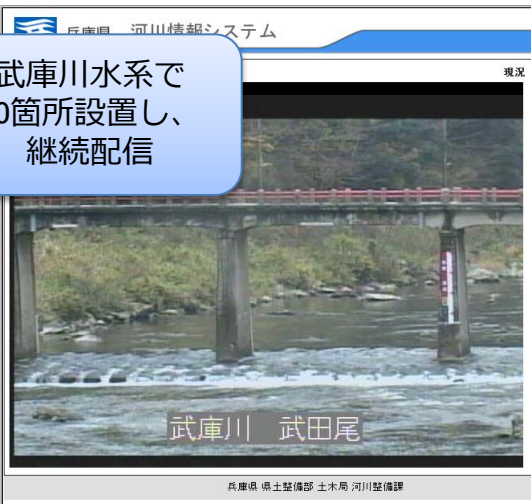 兵庫県 河川情報システム
現況
武庫川水系で
0箇所設置し、
継続配信
武庫川 武田尾
兵庫県 県土整備部 土木局 河川整備課